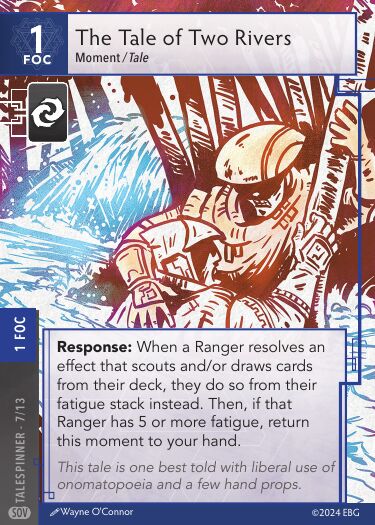 1
FOC
The Tale of Two Rivers
Moment / Tale
Response: When a Ranger resolves an
effect that scouts and/or draws cards
from their deck, they do so from their
fatigue stack instead. Then, if that
Ranger has 5 or more fatigue, return
this moment to your hand.
This tale is one best told with liberal use of
onomatopoeia and a few hand props.
1 FOC
SOV TALESPINNER - 7/13
Wayne O'Connor
©2024 EBG